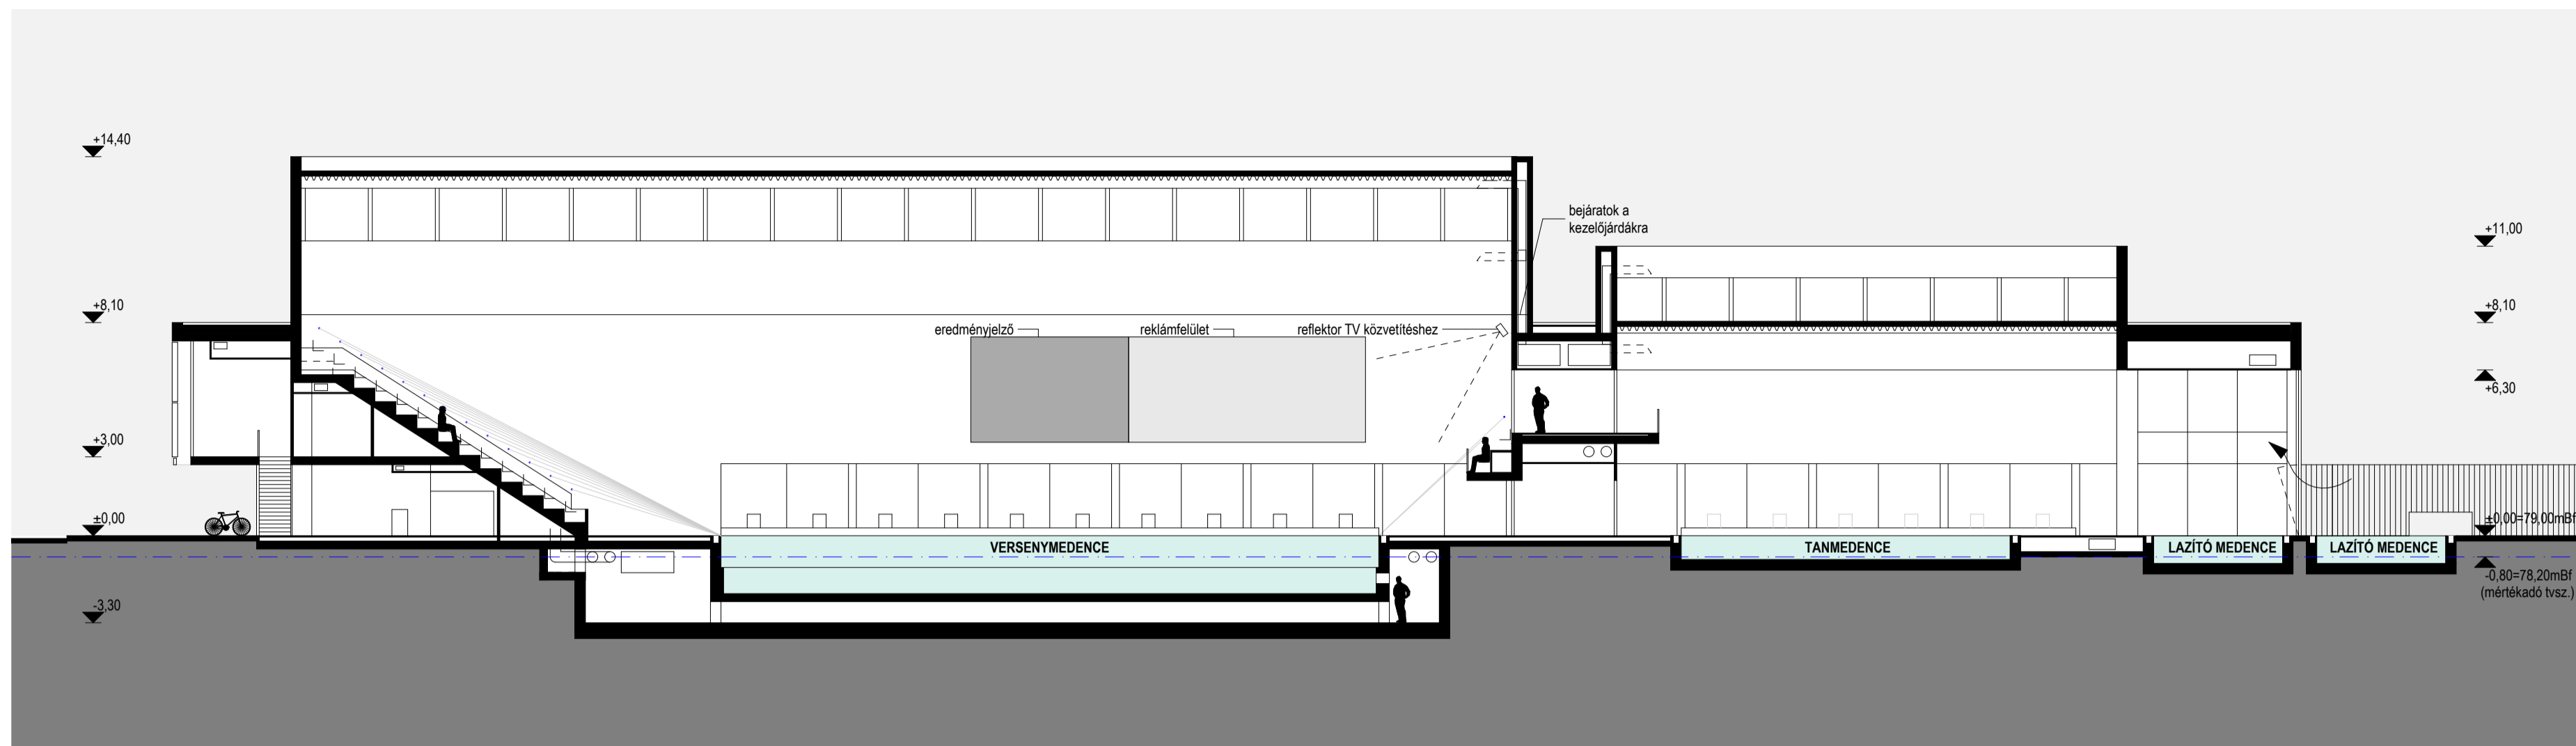 +14,40
bejáratok a
kezelőjárdákra
+11,00
+8,10
+8,10
eredményjelző
reklámfelület
reflektor TV közvetítéshez
+6,30
+3,00
±0,00
±0,00=79,00mBf
VERSENYMEDENCE
TANMEDENCE
LAZÍTÓ MEDENCE
LAZÍTÓ MEDENCE
-0,80=78,20mBf
(mértékadó tvsz.)
-3,30